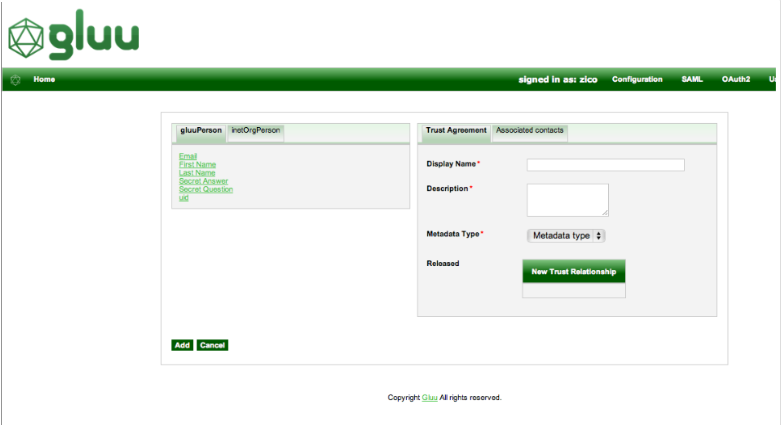 gluu
Home
signed in as: zico Configuration SAML OAuth2
gluuPerson inetOrgPerson
Email
First Name
Last Name
Secret Answer
Secret Question
uid
Trust Agreement Associated contacts
Display Name*
Description*
Metadata Type* Metadata type
Released
New Trust Relationship
Add Cancel
Copyright Gluu All rights reserved.